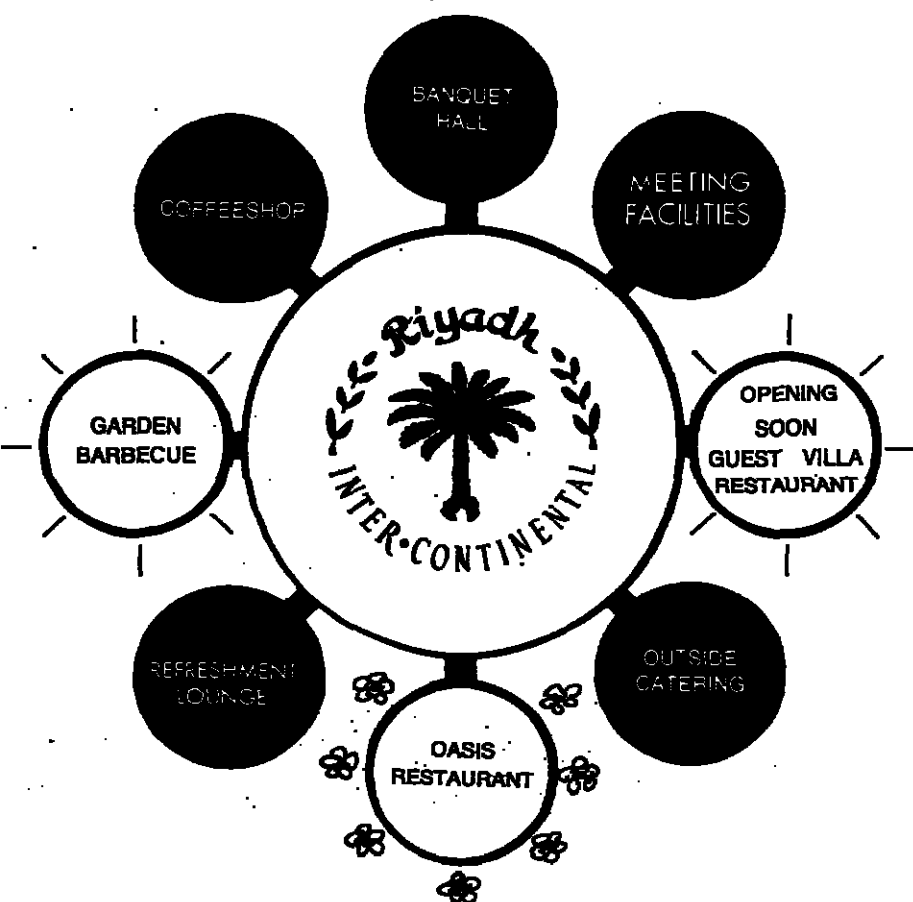 BANQUET
HALL
COFFEESHOP
MEETING
FACILITIES
Riyadh
INTER•CONTINENTAL
GARDEN
BARBECUE
OPENING
SOON
GUEST VILLA
RESTAURANT
REFRESHMENT
LOUNGE
OUTSIDE
CATERING
OASIS
RESTAURANT